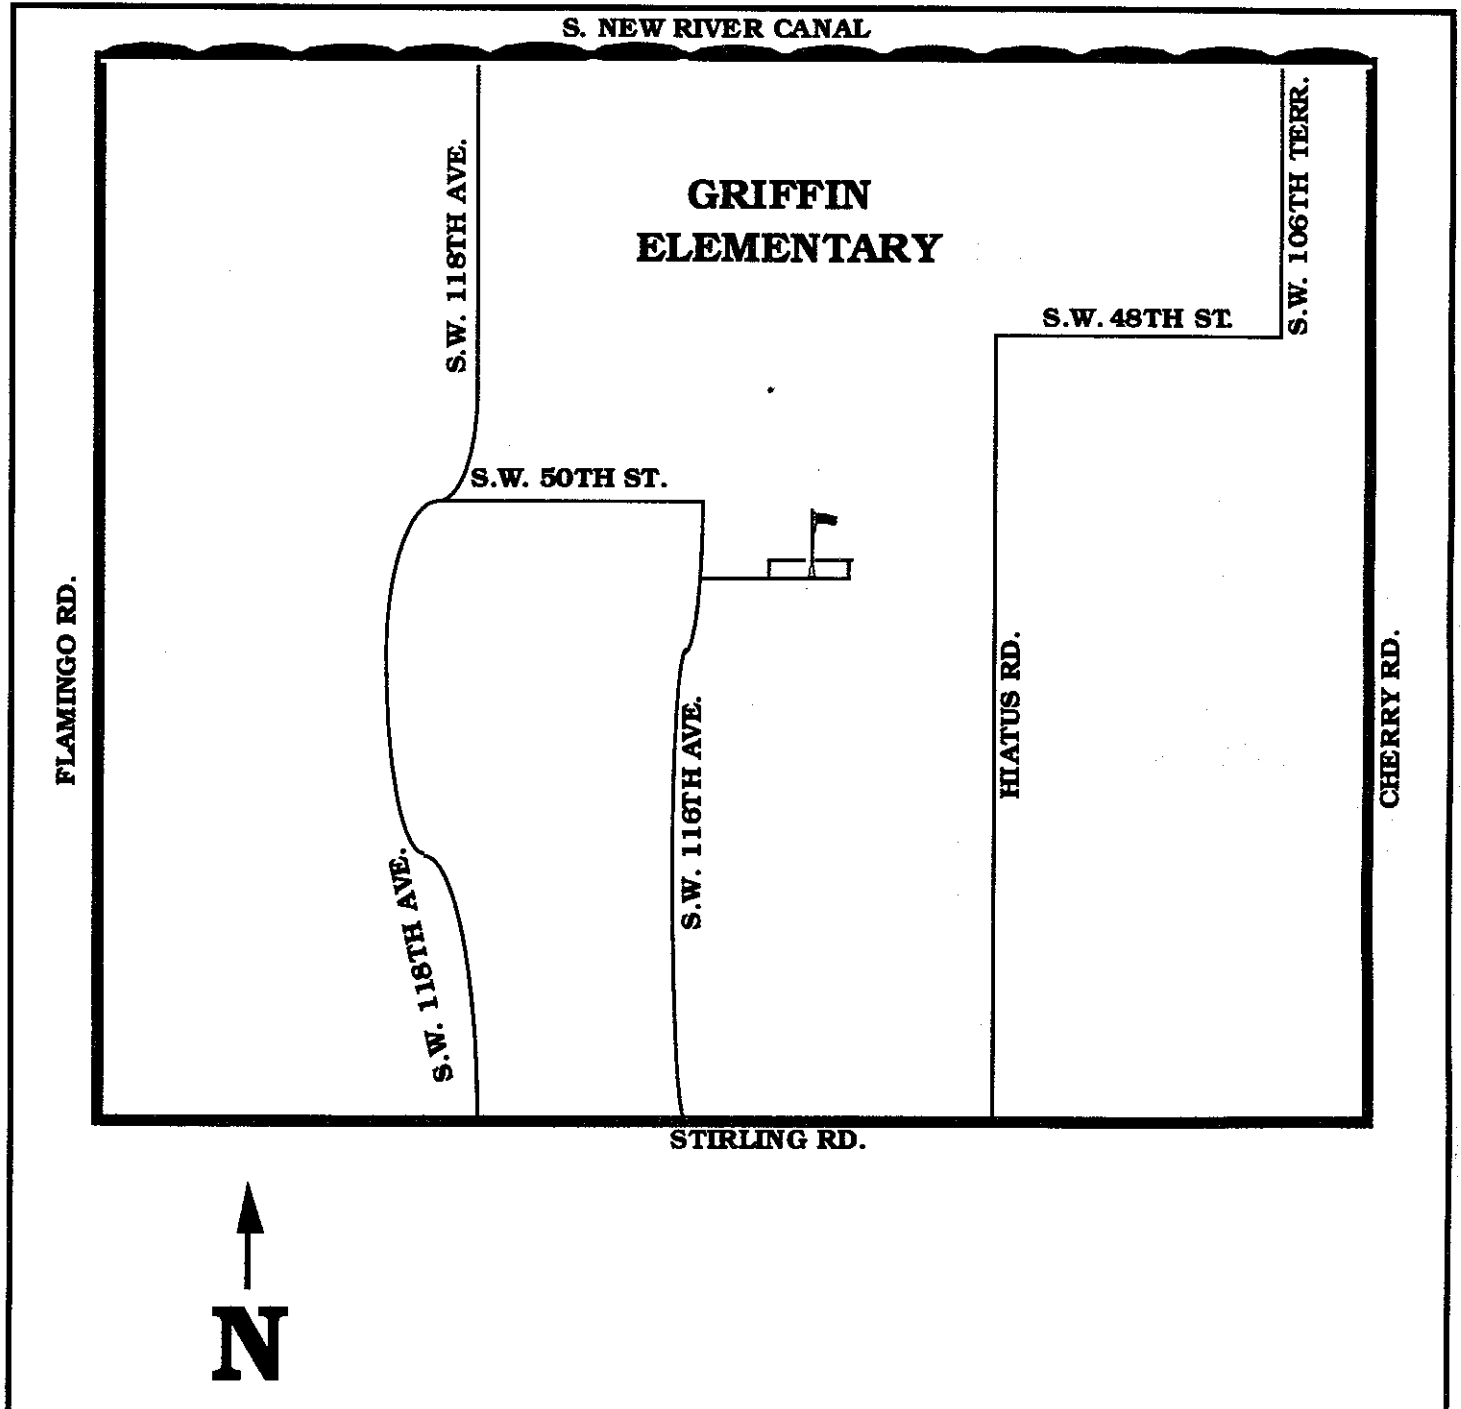 S. NEW RIVER CANAL
S.W. 118TH AVE.
GRIFFIN
ELEMENTARY
S.W. 106TH TERR.
S.W. 48TH ST.
S.W. 50TH ST.
FLAMINGO RD.
HIATUS RD.
CHERRY RD.
S.W. 116TH AVE.
S.W. 118TH AVE.
STIRLING RD.
N